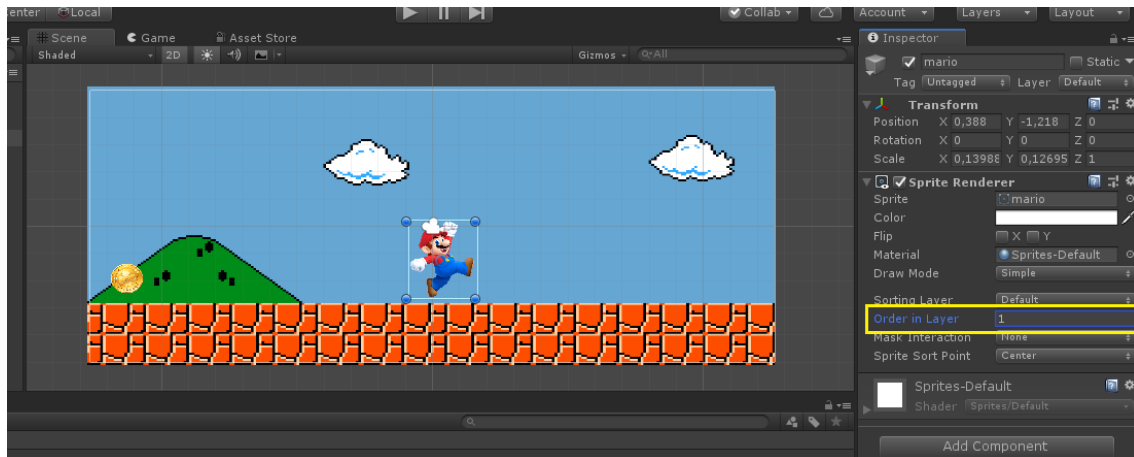 enter Local Collab Account Layers Layout
Scene Game Asset Store Inspector
Shaded 2D Gizmos All
mario Static
Tag Untagged Layer Default
Transform
Position X 0,388 Y -1,218 Z 0
Rotation X 0 Y 0 Z 0
Scale X 0,13988 Y 0,12695 Z 1
Sprite Renderer
Sprite mario
Color
Flip X Y
Material Sprites-Default
Draw Mode Simple
Sorting Layer Default
Order in Layer 1
Mask Interaction None
Sprite Sort Point Center
Sprites-Default
Shader Sprites/Default
Add Component